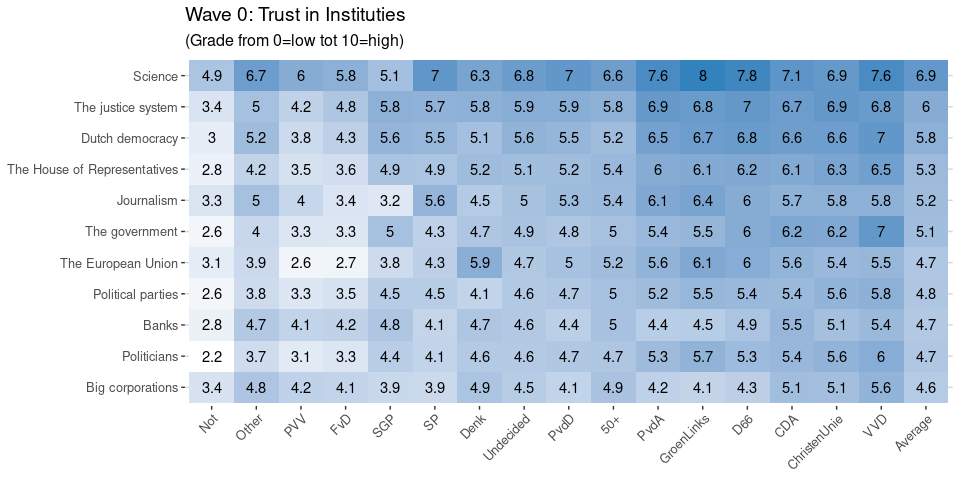 Wave 0: Trust in Instituties
(Grade from 0=low tot 10=high)
Science 4.9 6.7 6 5.8 5.1 7 6.3 6.8 7 6.6 7.6 8 7.8 7.1 6.9 7.6 6.9
The justice system 3.4 5 4.2 4.8 5.8 5.7 5.8 5.9 5.9 5.8 6.9 6.8 7 6.7 6.9 6.8 6
Dutch democracy 3 5.2 3.8 4.3 5.6 5.5 5.1 5.6 5.5 5.2 6.5 6.7 6.8 6.6 6.6 7 5.8
The House of Representatives 2.8 4.2 3.5 3.6 4.9 4.9 5.2 5.1 5.2 5.4 6 6.1 6.2 6.1 6.3 6.5 5.3
Journalism 3.3 5 4 3.4 3.2 5.6 4.5 5 5.3 5.4 6.1 6.4 6 5.7 5.8 5.8 5.2
The government 2.6 4 3.3 3.3 5 4.3 4.7 4.9 4.8 5 5.4 5.5 6 6.2 6.2 7 5.1
The European Union 3.1 3.9 2.6 2.7 3.8 4.3 5.9 4.7 5 5.2 5.6 6.1 6 5.6 5.4 5.5 4.7
Political parties 2.6 3.8 3.3 3.5 4.5 4.5 4.1 4.6 4.7 5 5.2 5.5 5.4 5.4 5.6 5.8 4.8
Banks 2.8 4.7 4.1 4.2 4.8 4.1 4.7 4.6 4.4 5 4.4 4.5 4.9 5.5 5.1 5.4 4.7
Politicians 2.2 3.7 3.1 3.3 4.4 4.1 4.6 4.6 4.7 4.7 5.3 5.7 5.3 5.4 5.6 6 4.7
Big corporations 3.4 4.8 4.2 4.1 3.9 3.9 4.9 4.5 4.1 4.9 4.2 4.1 4.3 5.1 5.1 5.6 4.6
Not Other PVV FvD SGP SP Denk Undecided PvdD 50+ PvdA GroenLinks D66 CDA ChristenUnie VVD Average